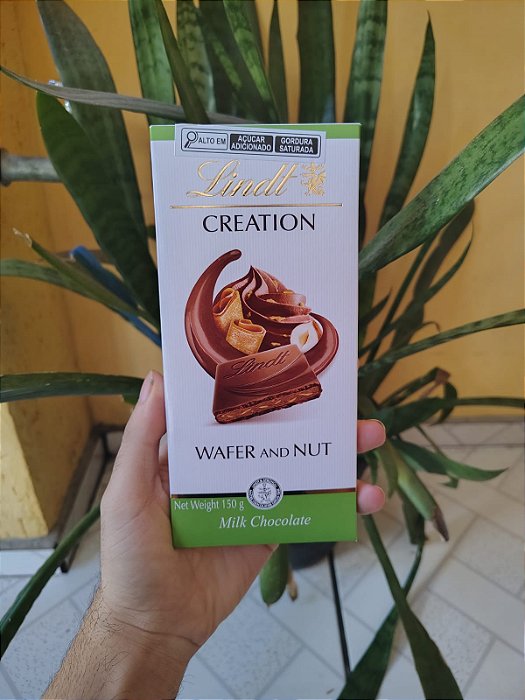 ALTO EM
AÇÚCAR ADICIONADO
GORDURA SATURADA
Lindt
CREATION
Lindt
WAFER AND NUT
Net Weight 150 g
Milk Chocolate